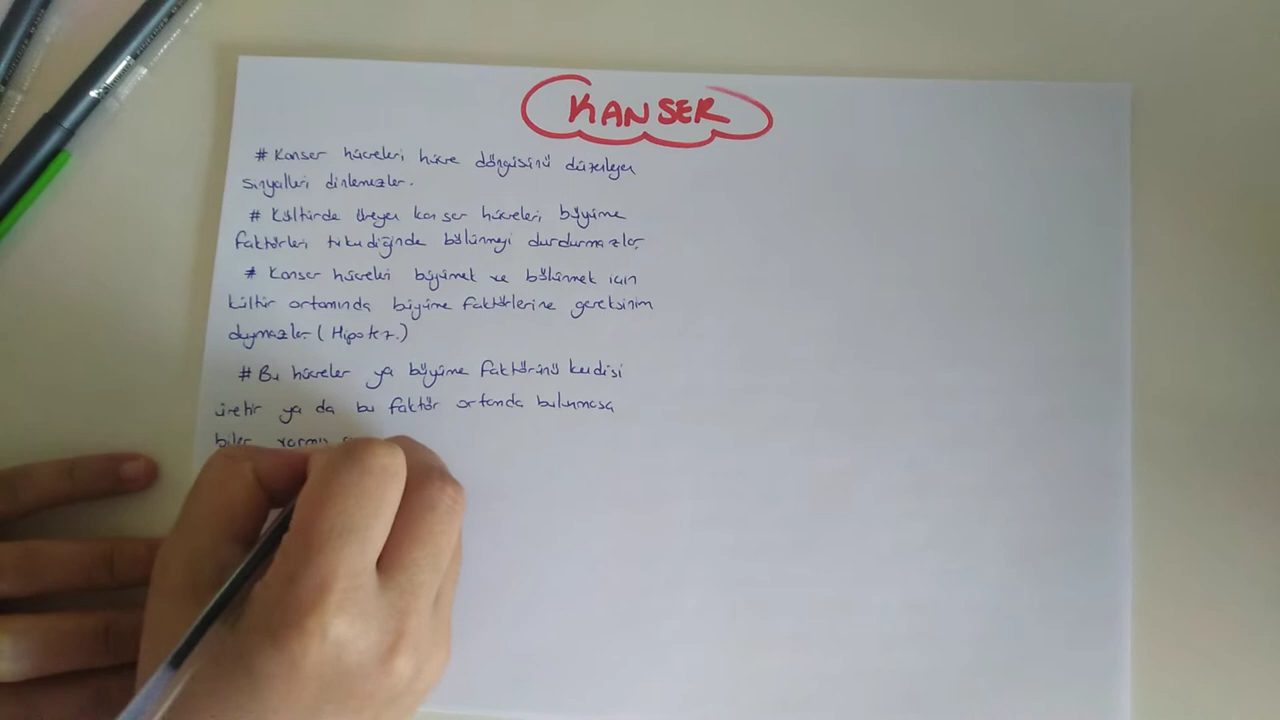 KANSER
# Kanser hücreleri hücre döngüsünü düzenleyen
sinyalleri dinlemezler.
# Kültürde üreyen kanser hücreleri, büyüme
faktörleri tükendiğinde bölünmeyi durdurmazlar.
# Kanser hücreleri büyümek ve bölünmek için
kültür ortamında büyüme faktörlerine gereksinim
duymazlar (Hipotez.)
# Bu hücreler ya büyüme faktörünü kendisi
üretir ya da bu faktör ortamda bulunmasa
bile, varmış